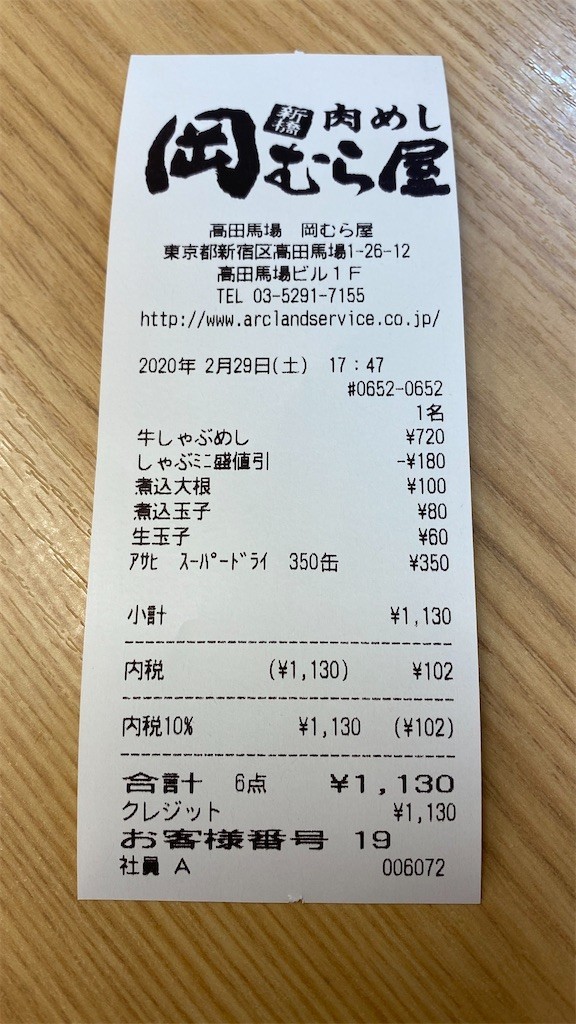 新橋 肉めし
岡むら屋
高田馬場　岡むら屋
東京都新宿区高田馬場1-26-12
高田馬場ビル１Ｆ
TEL 03-5291-7155
http://www.arclandservice.co.jp/
2020年 2月29日(土)　17：47
#0652-0652
1名
牛しゃぶめし　¥720
しゃぶﾐﾆ盛値引　-¥180
煮込大根　¥100
煮込玉子　¥80
生玉子　¥60
ｱｻﾋ　ｽｰﾊﾟｰﾄﾞﾗｲ　350缶　¥350
小計　¥1,130
内税　(¥1,130)　¥102
内税10%　¥1,130　(¥102)
合計　6点　¥1,130
クレジット　¥1,130
お客様番号　19
社員 A　006072